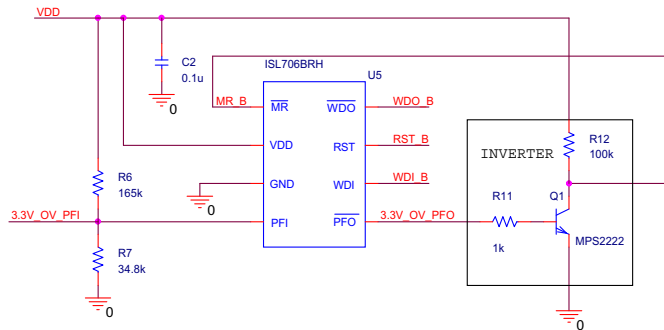 VDD
ISL706BRH
U5
C2
0.1u
0
MR_B
MR
WDO
WDO_B
VDD
RST
RST_B
R12
100k
INVERTER
R6
165k
GND
0
WDI
WDI_B
R11
Q1
3.3V_OV_PFI
PFI
PFO
3.3V_OV_PFO
1k
MPS2222
R7
34.8k
0
0